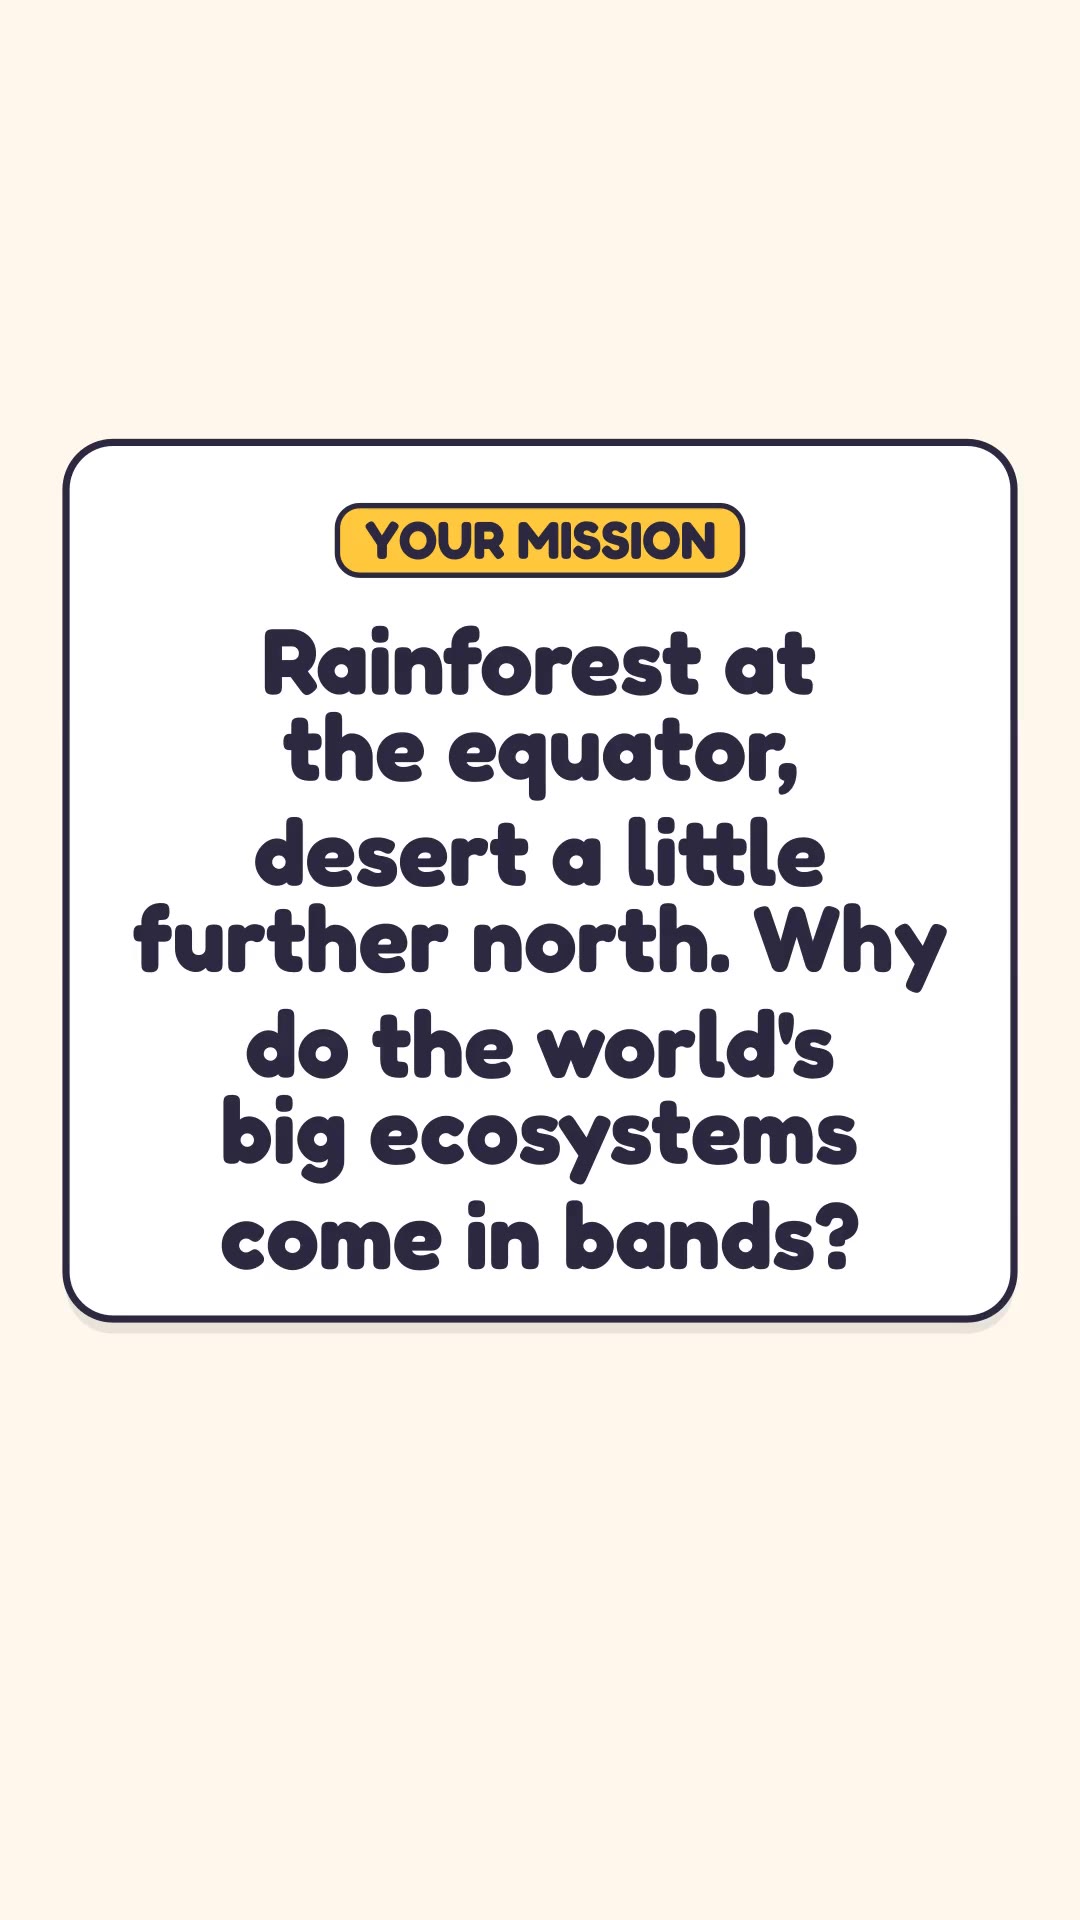 YOUR MISSION
Rainforest at
the equator,
desert a little
further north. Why
do the world's
big ecosystems
come in bands?